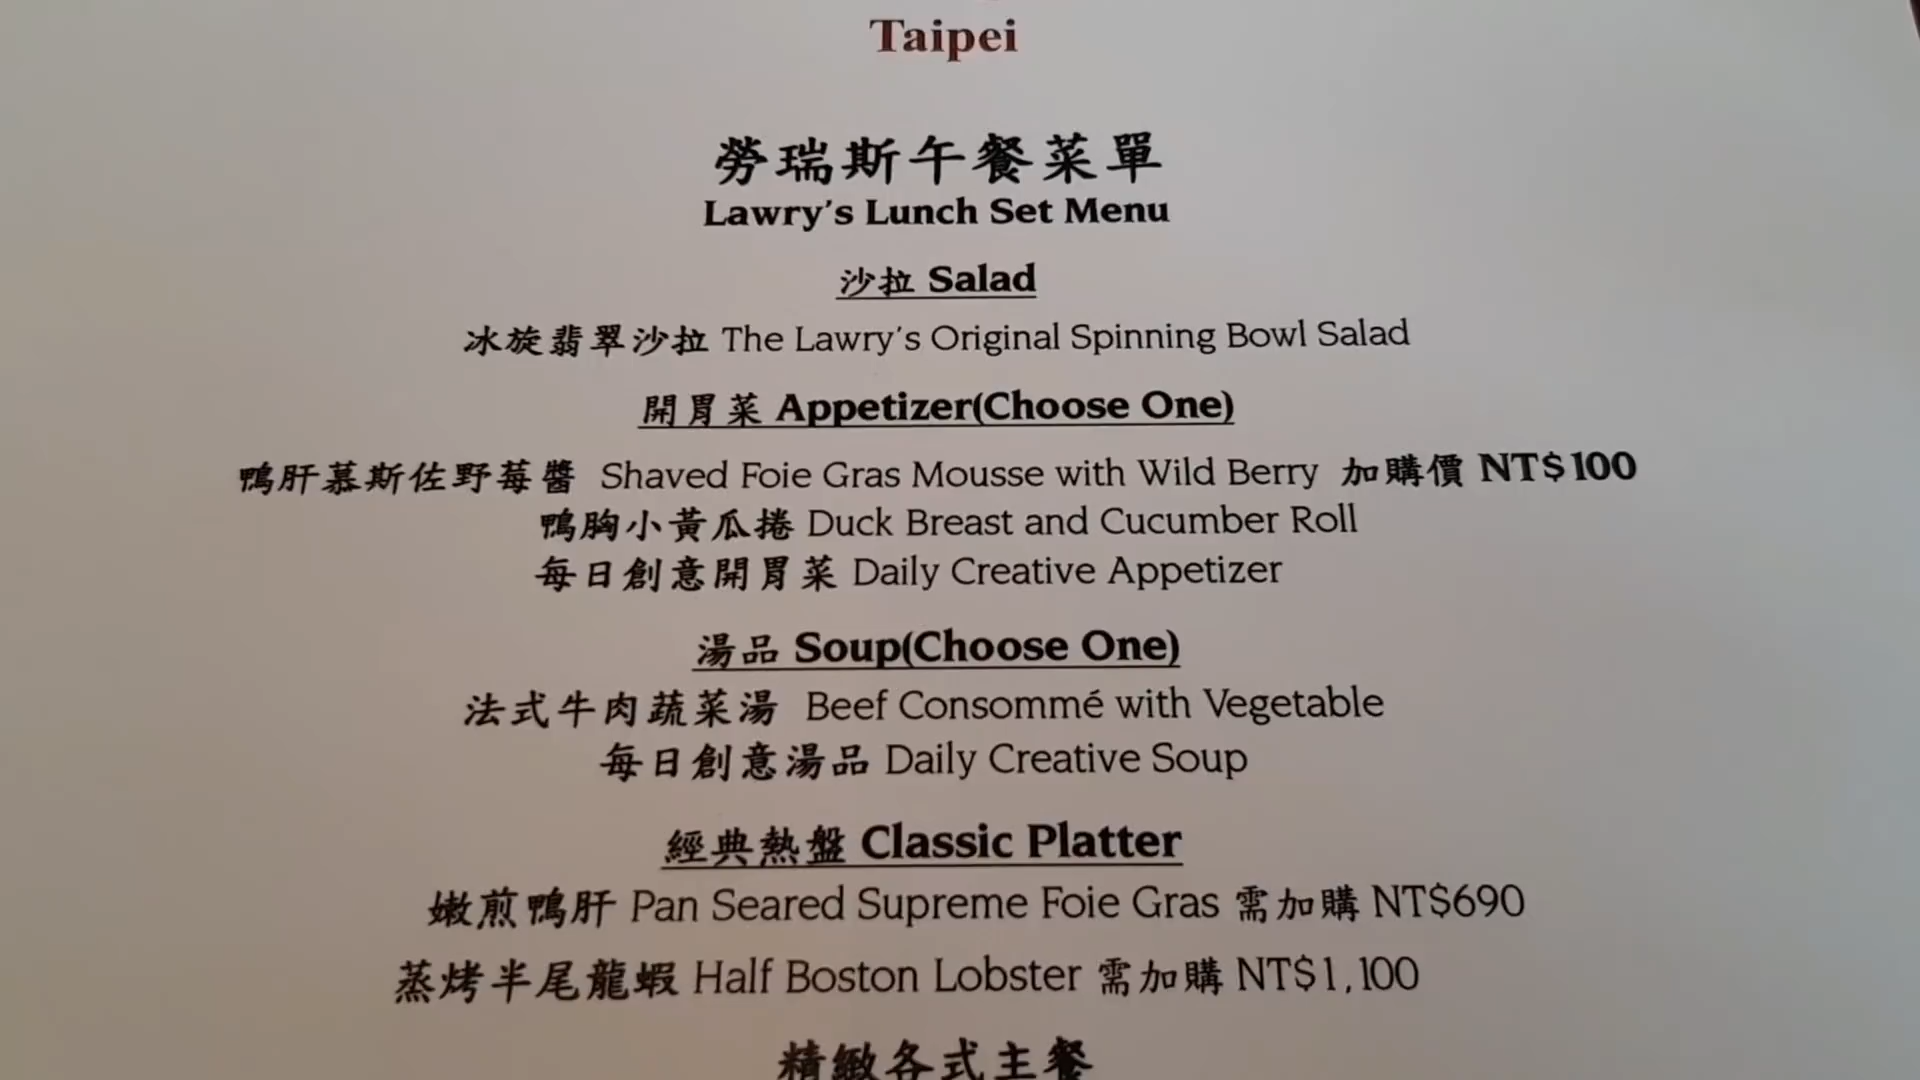 Taipei
勞瑞斯午餐菜單
Lawry's Lunch Set Menu
沙拉 Salad
冰旋翡翠沙拉 The Lawry's Original Spinning Bowl Salad
開胃菜 Appetizer(Choose One)
鴨肝慕斯佐野莓醬 Shaved Foie Gras Mousse with Wild Berry 加購價 NT$100
鴨胸小黃瓜捲 Duck Breast and Cucumber Roll
每日創意開胃菜 Daily Creative Appetizer
湯品 Soup(Choose One)
法式牛肉蔬菜湯 Beef Consommé with Vegetable
每日創意湯品 Daily Creative Soup
經典熱盤 Classic Platter
嫩煎鴨肝 Pan Seared Supreme Foie Gras 需加購 NT$690
蒸烤半尾龍蝦 Half Boston Lobster 需加購 NT$1,100
精緻各式主餐